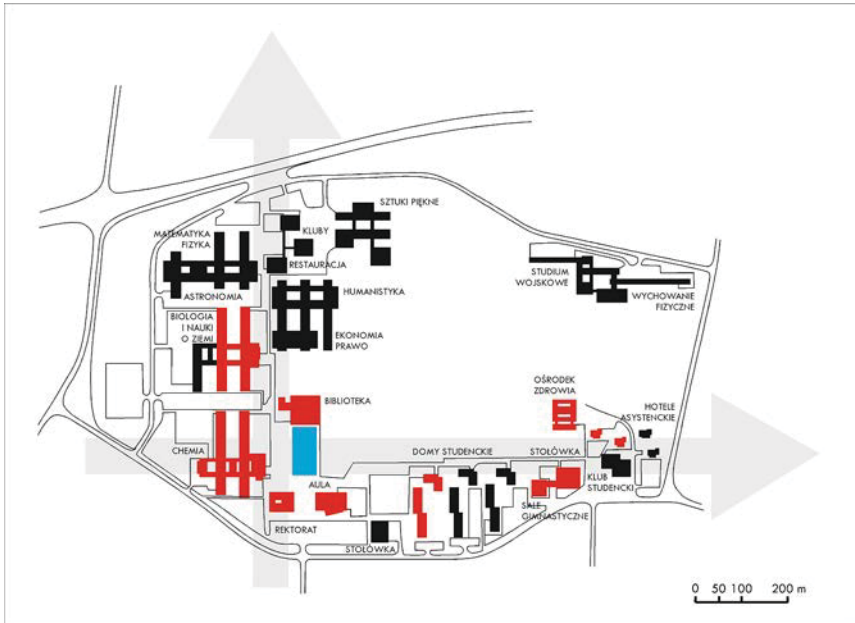 SZTUKI PIĘKNE
KLUBY
MATEMATYKA
FIZYKA
RESTAURACJA
ASTRONOMIA
HUMANISTYKA
STUDIUM
WOJSKOWE
WYCHOWANIE
FIZYCZNE
BIOLOGIA
I NAUKI
O ZIEMI
EKONOMIA
PRAWO
BIBLIOTEKA
OŚRODEK
ZDROWIA
HOTELE
ASYSTENCKIE
CHEMIA
DOMY STUDENCKIE
STOŁÓWKA
KLUB
STUDENCKI
AULA
SALE
GIMNASTYCZNE
REKTORAT
STOŁÓWKA
0 50 100 200 m